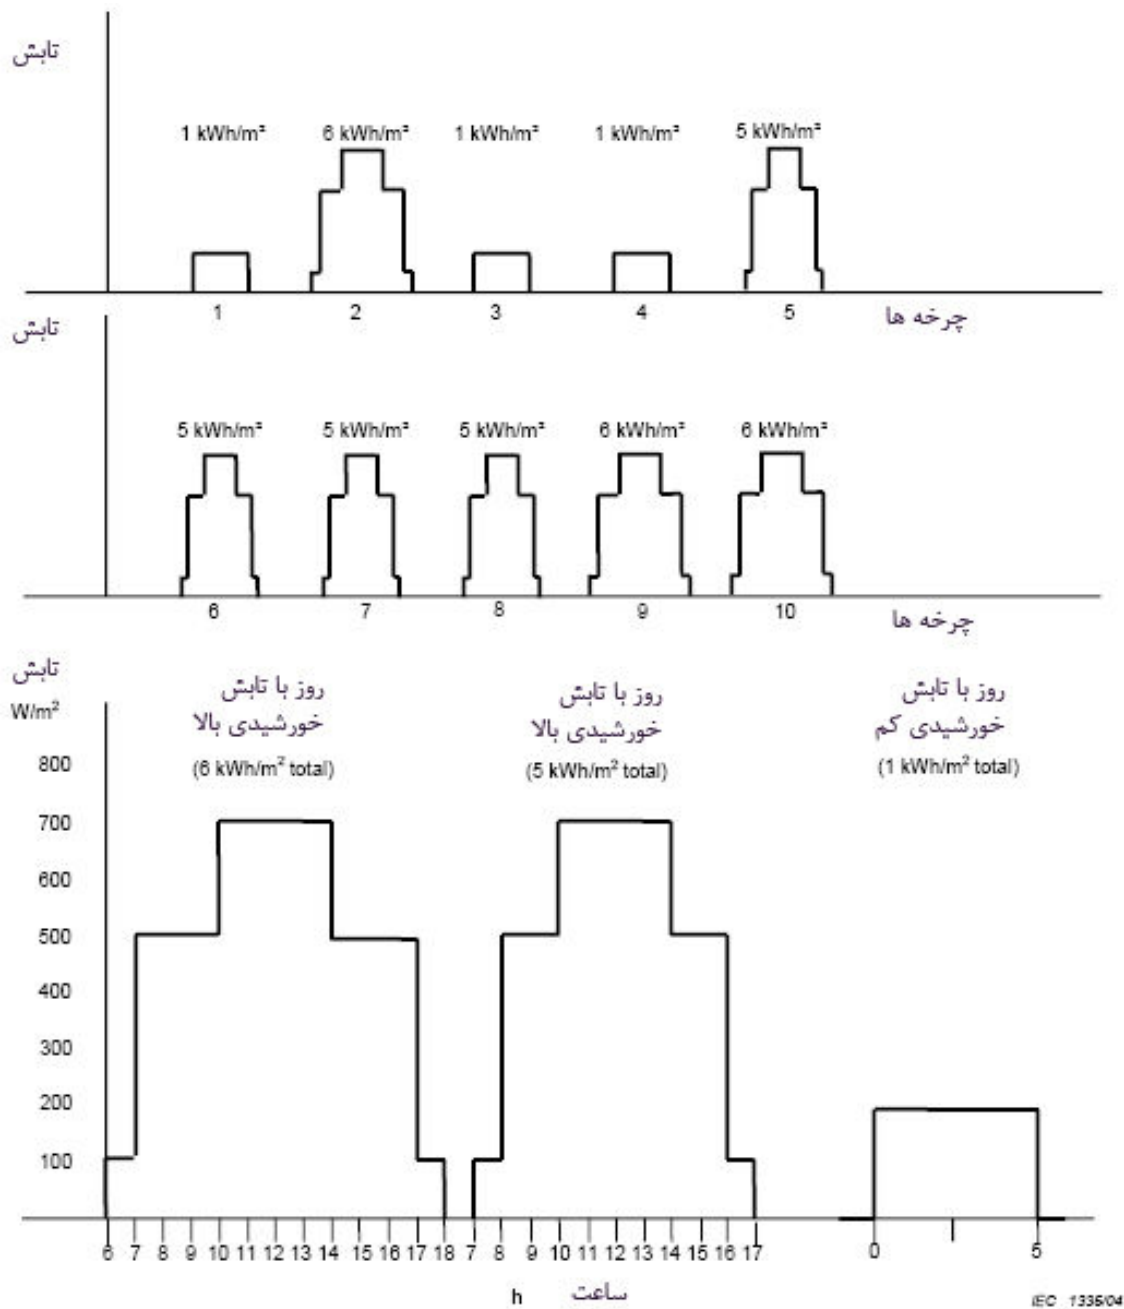 تابش
1 kWh/m² 6 kWh/m² 1 kWh/m² 1 kWh/m² 5 kWh/m²
1 2 3 4 5
چرخه ها
تابش
5 kWh/m² 5 kWh/m² 5 kWh/m² 6 kWh/m² 6 kWh/m²
6 7 8 9 10
چرخه ها
تابش
W/m²
روز با تابش
خورشیدی بالا
(6 kWh/m² total)
روز با تابش
خورشیدی بالا
(5 kWh/m² total)
روز با تابش
خورشیدی کم
(1 kWh/m² total)
800
700
600
500
400
300
200
100
6 7 8 9 10 11 12 13 14 15 16 17 18 7 8 9 10 11 12 13 14 15 16 17 0 5
h ساعت
IEC 1335/04